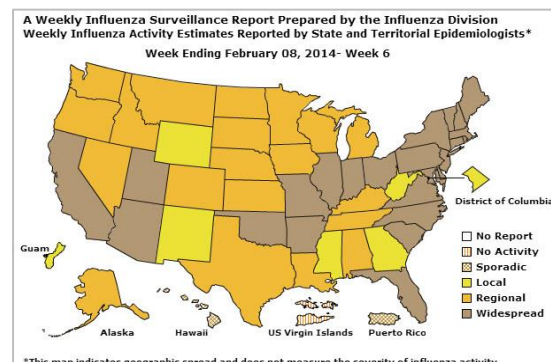 A Weekly Influenza Surveillance Report Prepared by the Influenza Division
Weekly Influenza Activity Estimates Reported by State and Territorial Epidemiologists*
Week Ending February 08, 2014- Week 6
District of Columbia
Guam
No Report
No Activity
Sporadic
Local
Regional
Widespread
Alaska
Hawaii
US Virgin Islands
Puerto Rico
*This map indicates geographic spread and does not measure the severity of influenza activity